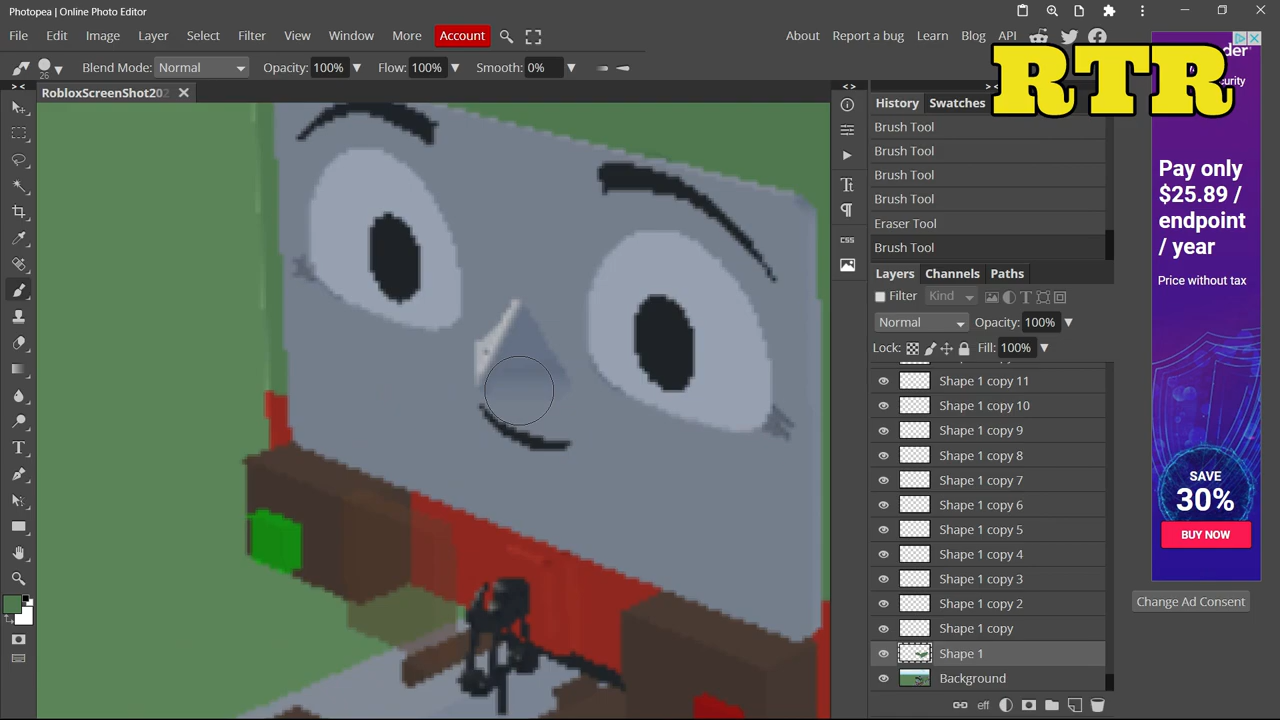 Photopea | Online Photo Editor
File Edit Image Layer Select Filter View Window More Account About Report a bug Learn Blog API
26 Blend Mode: Normal Opacity: 100% Flow: 100% Smooth: 0%
RobloxScreenShot202
RTR
History Swatches
Brush Tool
Brush Tool
Brush Tool
Brush Tool
Eraser Tool
Brush Tool
Layers Channels Paths
Filter Kind
Normal Opacity: 100%
Lock: Fill: 100%
Shape 1 copy 11
Shape 1 copy 10
Shape 1 copy 9
Shape 1 copy 8
Shape 1 copy 7
Shape 1 copy 6
Shape 1 copy 5
Shape 1 copy 4
Shape 1 copy 3
Shape 1 copy 2
Shape 1 copy
Shape 1
Background
CSS
eff
Pay only
$25.89 /
endpoint
/ year
Price without tax
SAVE
30%
BUY NOW
Change Ad Consent